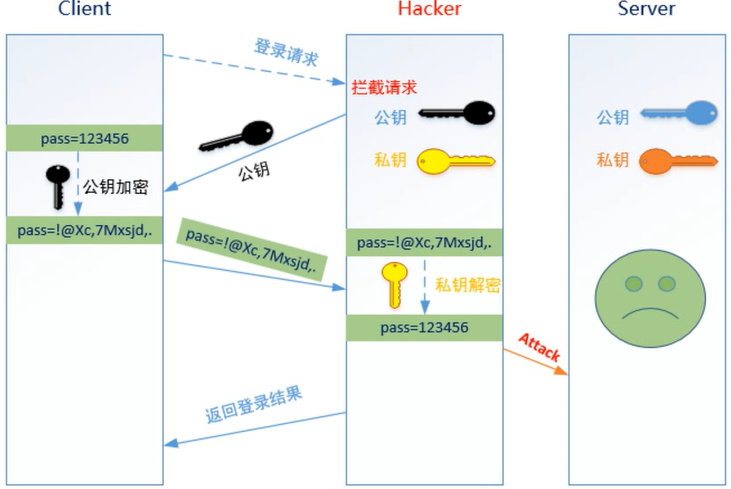 Client
Hacker
Server
登录请求
拦截请求
公钥
私钥
公钥
私钥
pass=123456
公钥
公钥加密
pass=!@Xc,7Mxsjd,.
pass=!@Xc,7Mxsjd,.
pass=!@Xc,7Mxsjd,.
私钥解密
pass=123456
Attack
返回登录结果